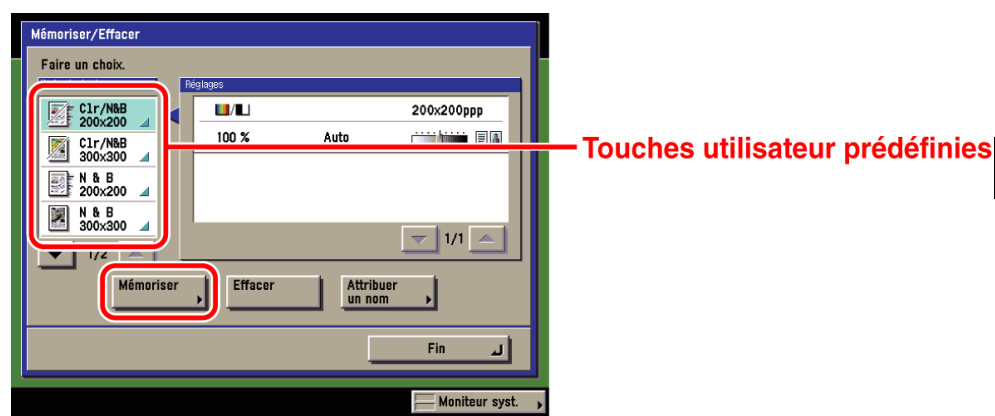 Mémoriser/Effacer
Faire un choix.
Réglages
Clr/N&B
200x200
200x200ppp
Clr/N&B
300x300
100 %
Auto
Touches utilisateur prédéfinies
N & B
200x200
N & B
300x300
1/2
1/1
Mémoriser
Effacer
Attribuer
un nom
Fin
Moniteur syst.